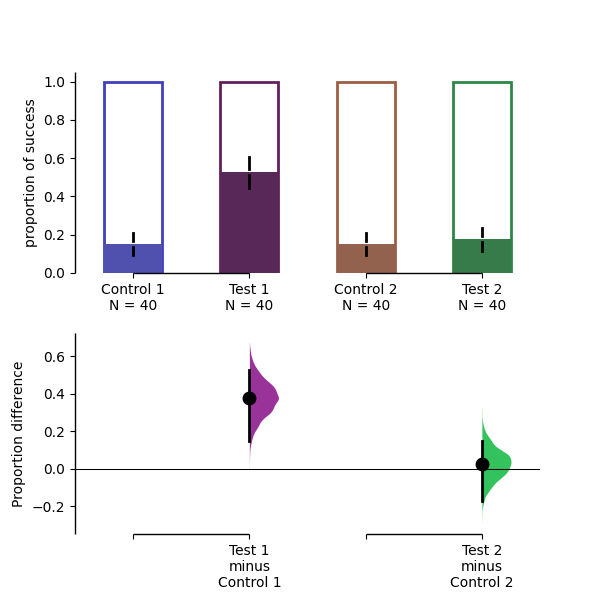 proportion of success
1.0
0.8
0.6
0.4
0.2
0.0
Control 1
N = 40
Test 1
N = 40
Control 2
N = 40
Test 2
N = 40
Proportion difference
0.6
0.4
0.2
0.0
−0.2
Test 1
minus
Control 1
Test 2
minus
Control 2